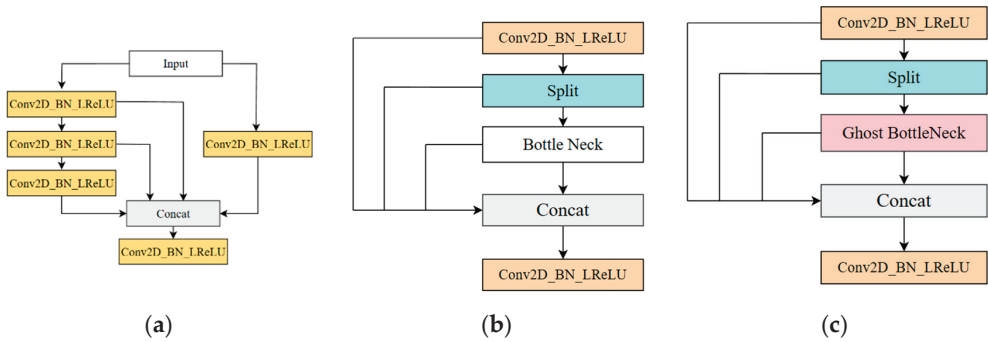 Input
Conv2D_BN_LReLU
Conv2D_BN_LReLU
Conv2D_BN_LReLU
Conv2D_BN_LReLU
Concat
Conv2D_BN_LReLU
(a)
Conv2D_BN_LReLU
Split
Bottle Neck
Concat
Conv2D_BN_LReLU
(b)
Conv2D_BN_LReLU
Split
Ghost BottleNeck
Concat
Conv2D_BN_LReLU
(c)